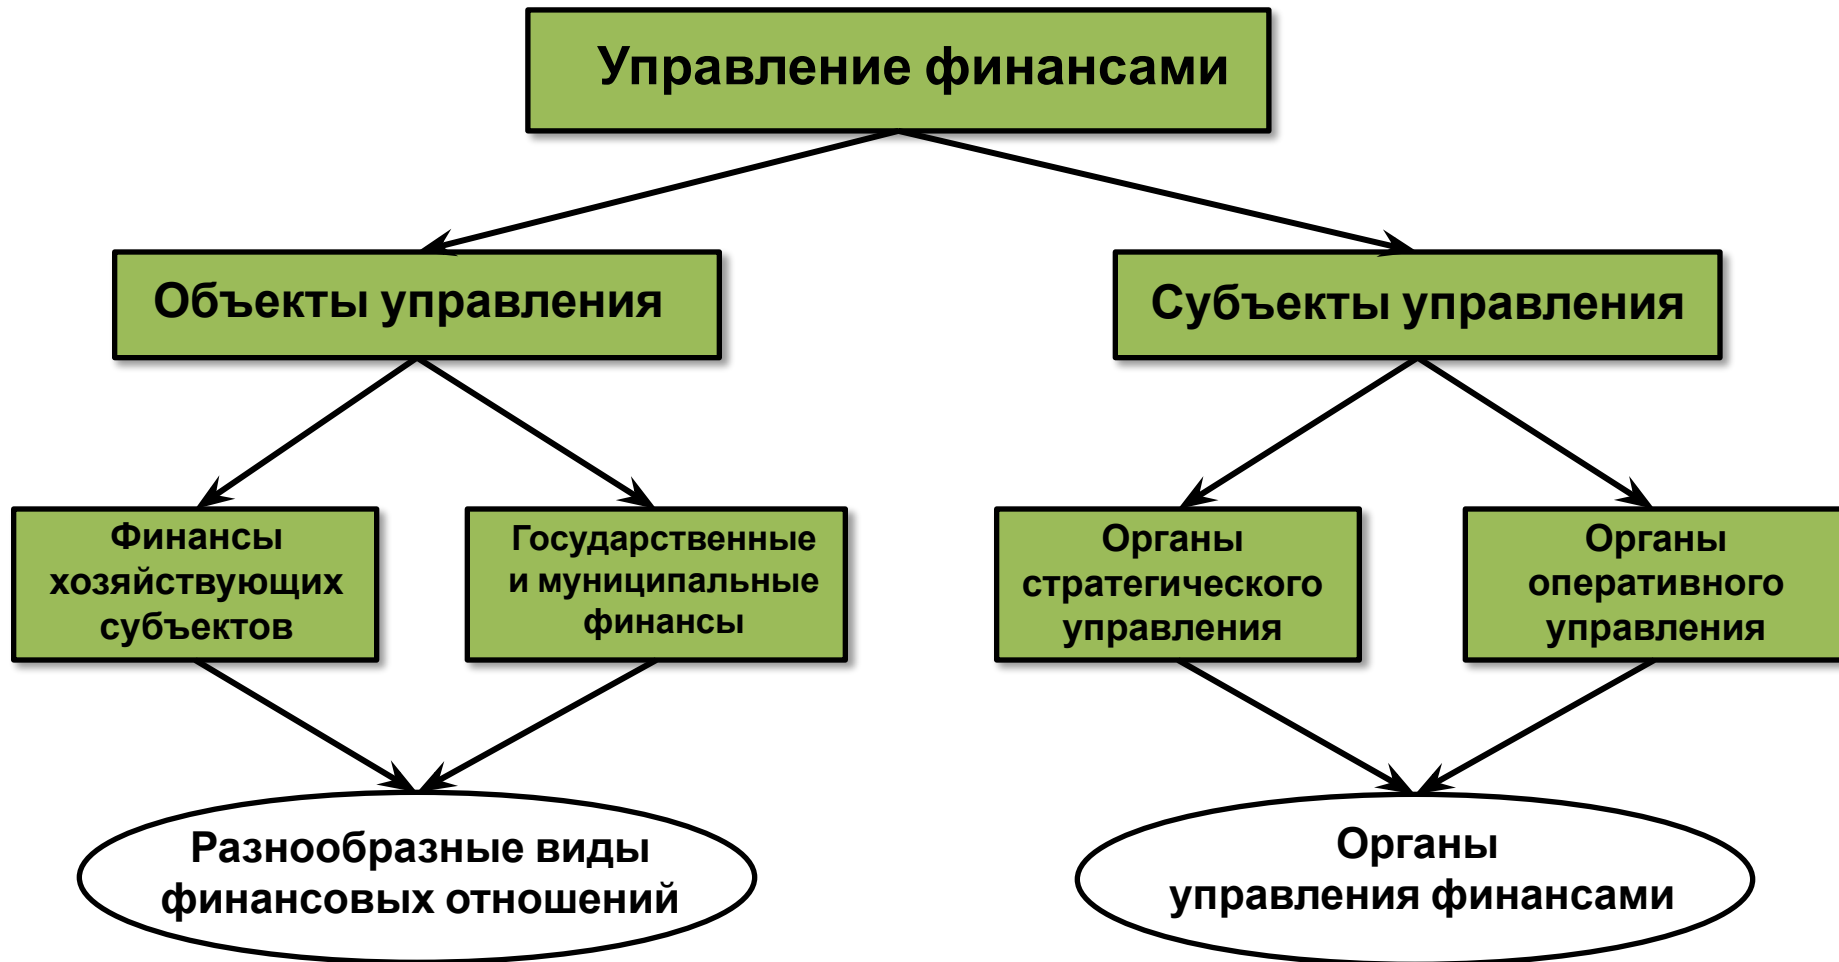 Управление финансами
Объекты управления
Субъекты управления
Финансы
хозяйствующих
субъектов
Государственные
и муниципальные
финансы
Органы
стратегического
управления
Органы
оперативного
управления
Разнообразные виды
финансовых отношений
Органы
управления финансами